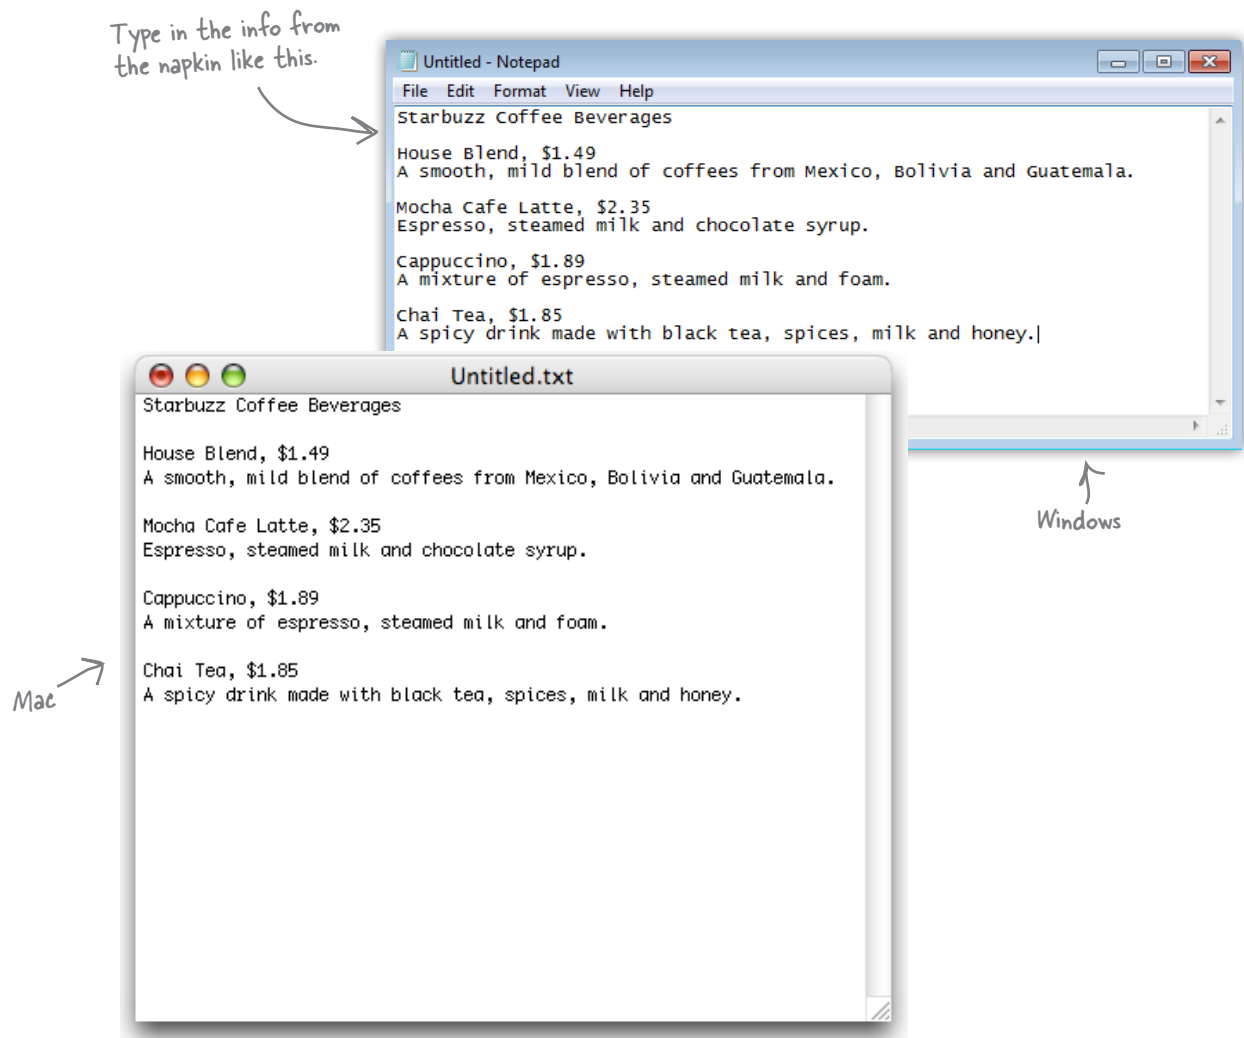 Type in the info from
the napkin like this.
Untitled - Notepad
File Edit Format View Help
Starbuzz Coffee Beverages
House Blend, $1.49
A smooth, mild blend of coffees from Mexico, Bolivia and Guatemala.
Mocha Cafe Latte, $2.35
Espresso, steamed milk and chocolate syrup.
Cappuccino, $1.89
A mixture of espresso, steamed milk and foam.
Chai Tea, $1.85
A spicy drink made with black tea, spices, milk and honey.
Windows
Untitled.txt
Starbuzz Coffee Beverages
House Blend, $1.49
A smooth, mild blend of coffees from Mexico, Bolivia and Guatemala.
Mocha Cafe Latte, $2.35
Espresso, steamed milk and chocolate syrup.
Cappuccino, $1.89
A mixture of espresso, steamed milk and foam.
Chai Tea, $1.85
A spicy drink made with black tea, spices, milk and honey.
Mac